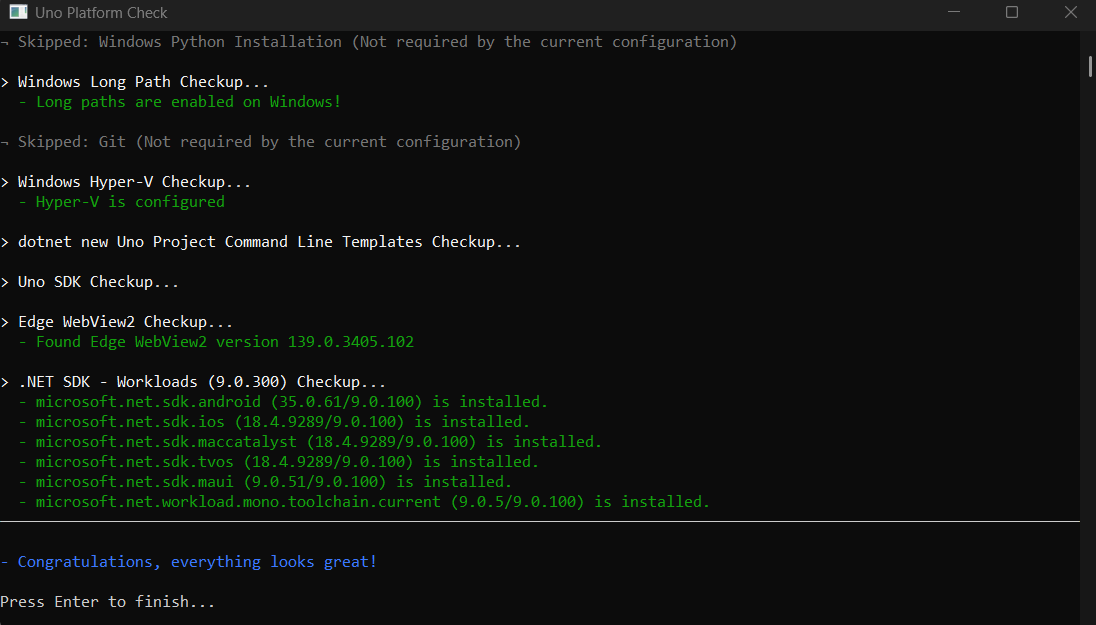 Uno Platform Check
¬ Skipped: Windows Python Installation (Not required by the current configuration)
> Windows Long Path Checkup...
- Long paths are enabled on Windows!
¬ Skipped: Git (Not required by the current configuration)
> Windows Hyper-V Checkup...
- Hyper-V is configured
> dotnet new Uno Project Command Line Templates Checkup...
> Uno SDK Checkup...
> Edge WebView2 Checkup...
- Found Edge WebView2 version 139.0.3405.102
> .NET SDK - Workloads (9.0.300) Checkup...
- microsoft.net.sdk.android (35.0.61/9.0.100) is installed.
- microsoft.net.sdk.ios (18.4.9289/9.0.100) is installed.
- microsoft.net.sdk.maccatalyst (18.4.9289/9.0.100) is installed.
- microsoft.net.sdk.tvos (18.4.9289/9.0.100) is installed.
- microsoft.net.sdk.maui (9.0.51/9.0.100) is installed.
- microsoft.net.workload.mono.toolchain.current (9.0.5/9.0.100) is installed.
- Congratulations, everything looks great!
Press Enter to finish...